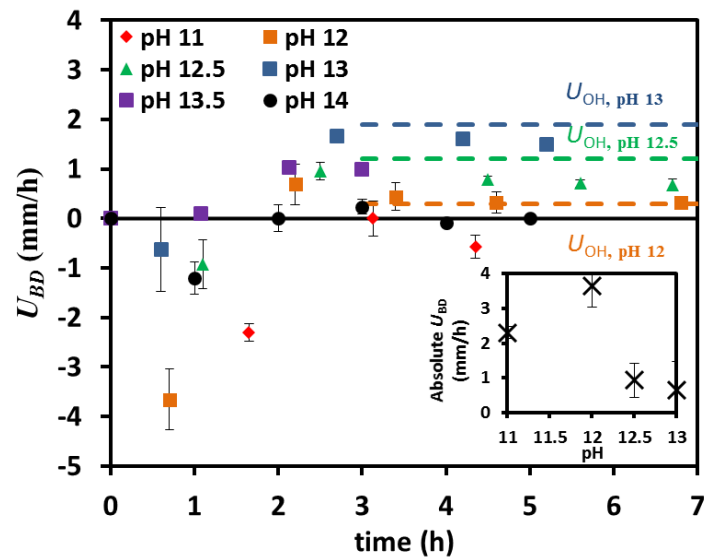 4
3
2
1
0
-1
-2
-3
-4
-5
U_BD (mm/h)
pH 11
pH 12
pH 12.5
pH 13
pH 13.5
pH 14
U_OH, pH 13
U_OH, pH 12.5
U_OH, pH 12
Absolute U_BD
(mm/h)
4
3
2
1
0
11 11.5 12 12.5 13
pH
0 1 2 3 4 5 6 7
time (h)